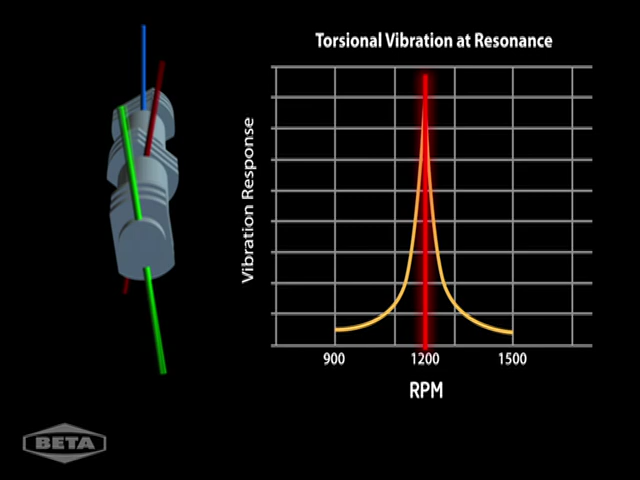 Torsional Vibration at Resonance
Vibration Response
900 1200 1500
RPM
BETA